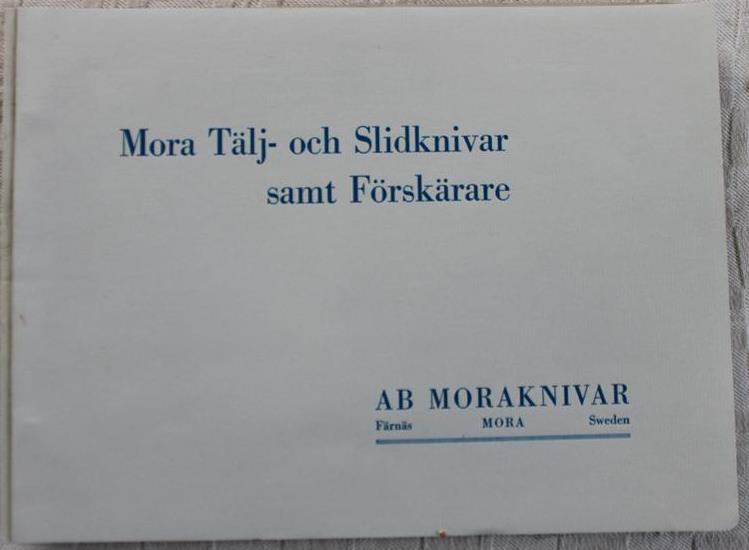 Mora Tälj- och Slidknivar
samt Förskärare
AB MORAKNIVAR
Färnäs MORA Sweden